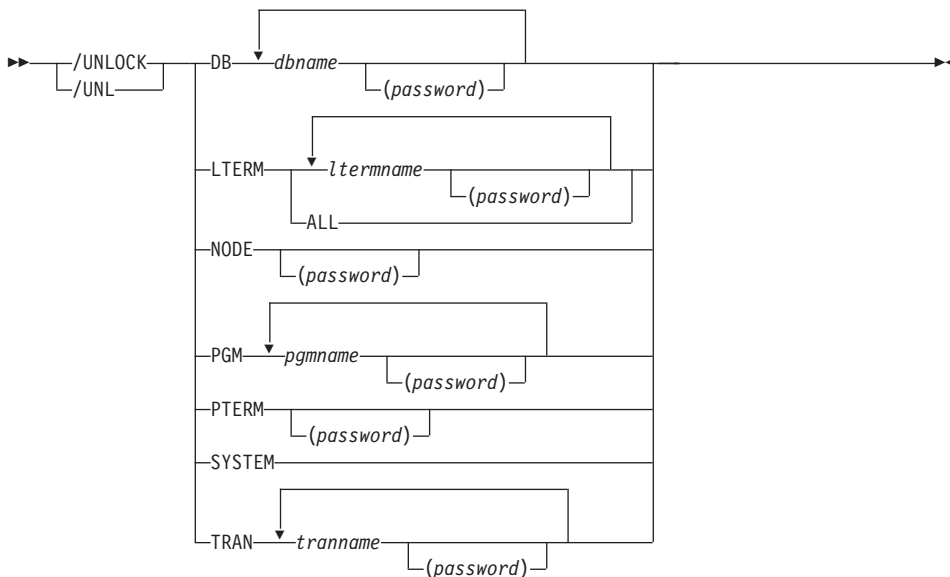 /UNLOCK DB dbname
/UNL (password)
LTERM ltermname
(password)
ALL
NODE
(password)
PGM pgmname
(password)
PTERM
(password)
SYSTEM
TRAN tranname
(password)